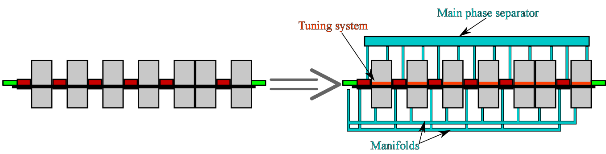 Main phase separator
Tuning system
Manifolds